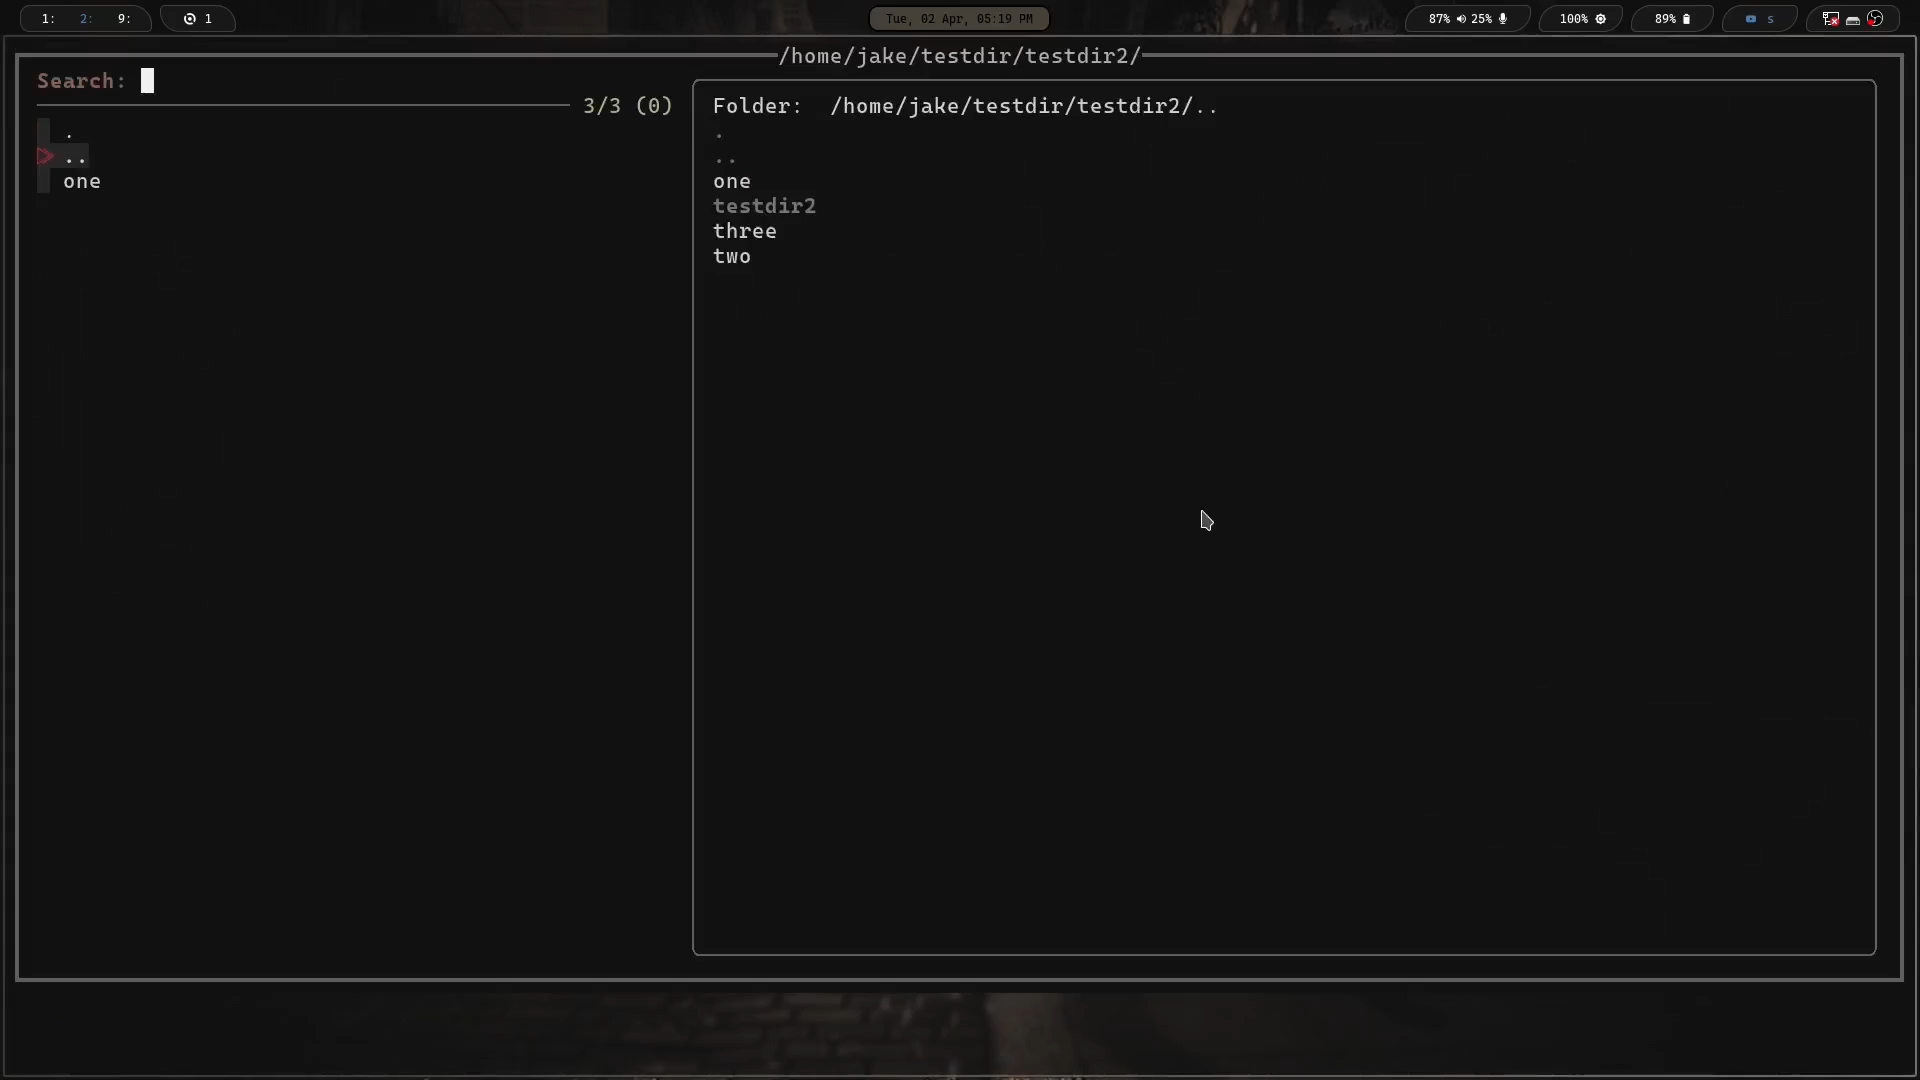 1: 2: 9: 1 Tue, 02 Apr, 05:19 PM 87% 25% 100% 89% s
/home/jake/testdir/testdir2/
Search:
3/3 (0)
.
> ..
one
Folder: /home/jake/testdir/testdir2/..
.
..
one
testdir2
three
two